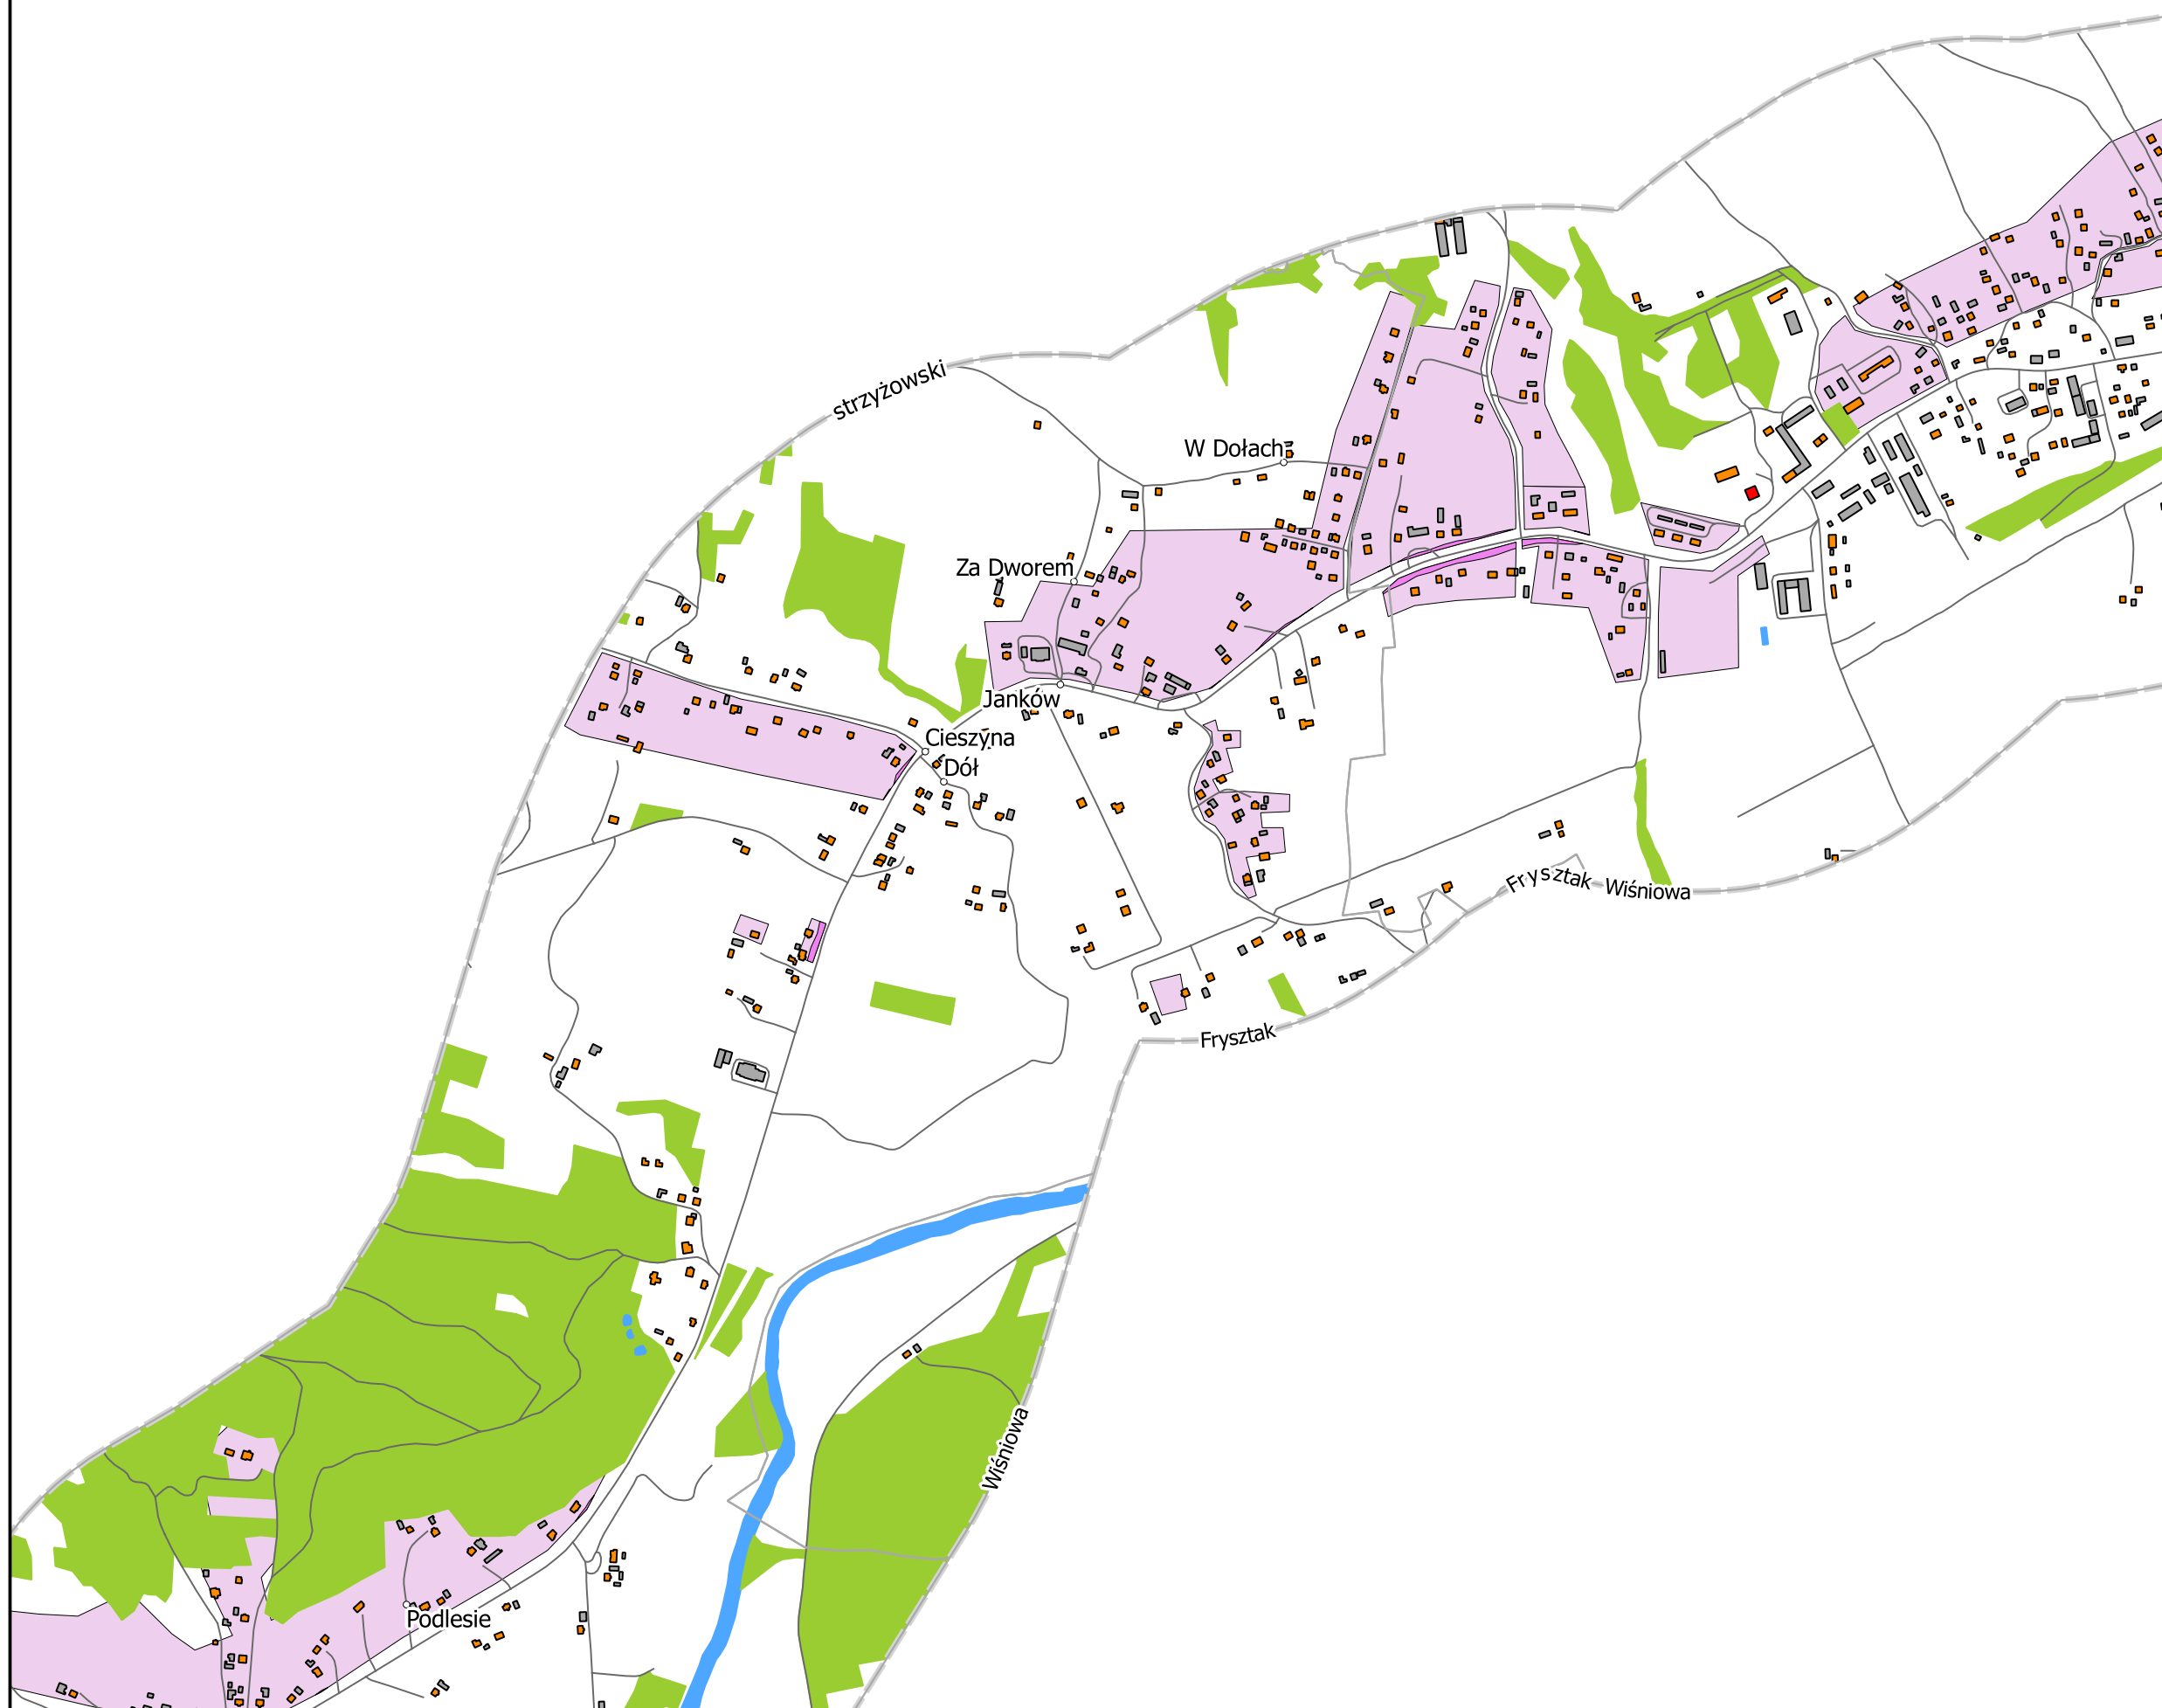 strzyżowski
W Dołach
Za Dworem
Janków
Cieszyna
Dół
Frysztak
Wiśniowa
Frysztak
Wiśniowa
Podlesie